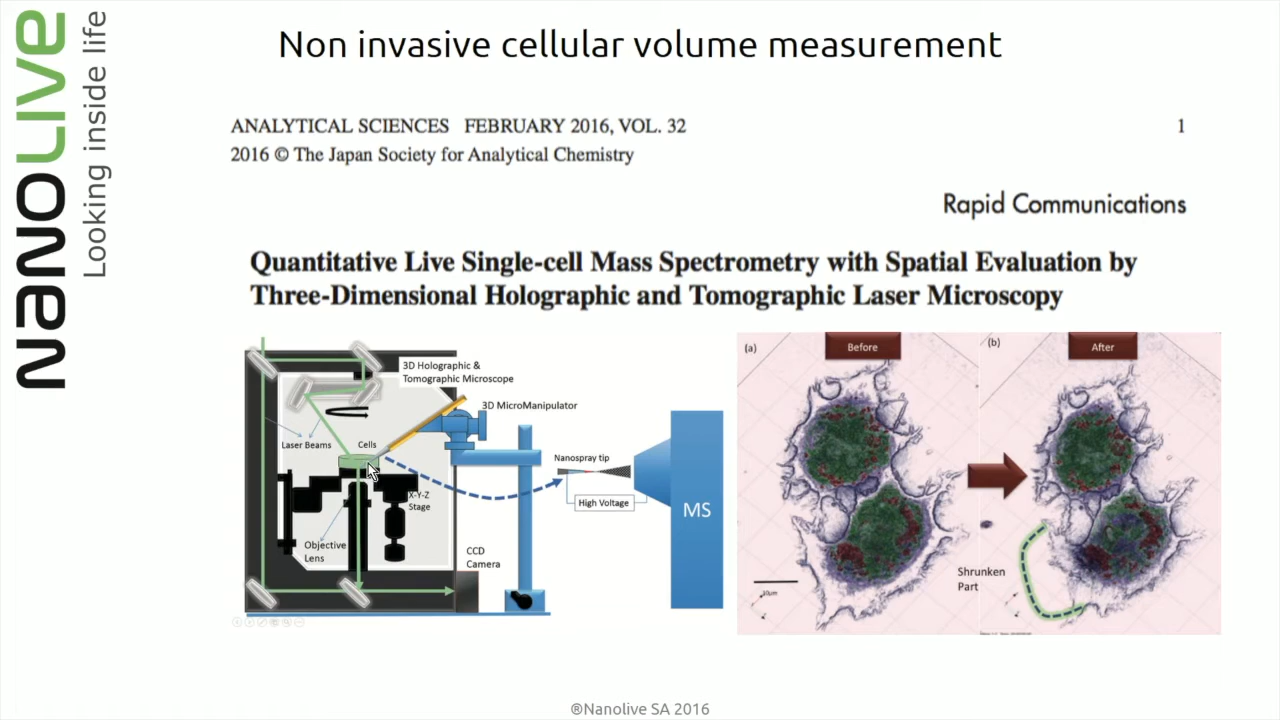 NANOLIVE
Looking inside life
Non invasive cellular volume measurement
ANALYTICAL SCIENCES FEBRUARY 2016, VOL. 32 1
2016 © The Japan Society for Analytical Chemistry
Rapid Communications
Quantitative Live Single-cell Mass Spectrometry with Spatial Evaluation by
Three-Dimensional Holographic and Tomographic Laser Microscopy
3D Holographic &
Tomographic Microscope
3D MicroManipulator
Laser Beams
Cells
Nanospray tip
High Voltage
MS
X-Y-Z
Stage
Objective
Lens
CCD
Camera
(a)
Before
(b)
After
Shrunken
Part
10µm
®Nanolive SA 2016